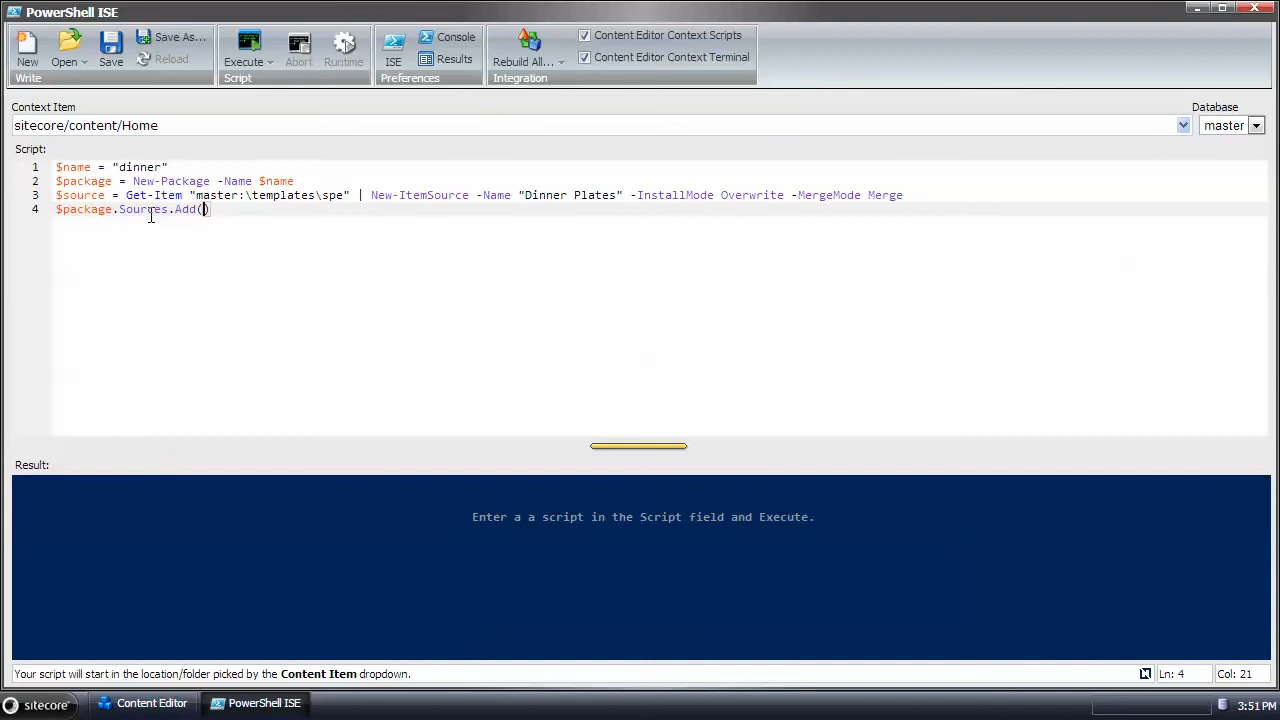 PowerShell ISE
New
Open
Save
Save As...
Reload
Write
Execute
Abort
Runtime
Script
ISE
Console
Results
Preferences
Rebuild All...
Content Editor Context Scripts
Content Editor Context Terminal
Integration
Context Item
Database
sitecore/content/Home
master
Script:
1 $name = "dinner"
2 $package = New-Package -Name $name
3 $source = Get-Item "master:\templates\spe" | New-ItemSource -Name "Dinner Plates" -InstallMode Overwrite -MergeMode Merge
4 $package.Sources.Add()
Result:
Enter a a script in the Script field and Execute.
Your script will start in the location/folder picked by the Content Item dropdown.
Ln: 4
Col: 21
sitecore
Content Editor
PowerShell ISE
3:51 PM